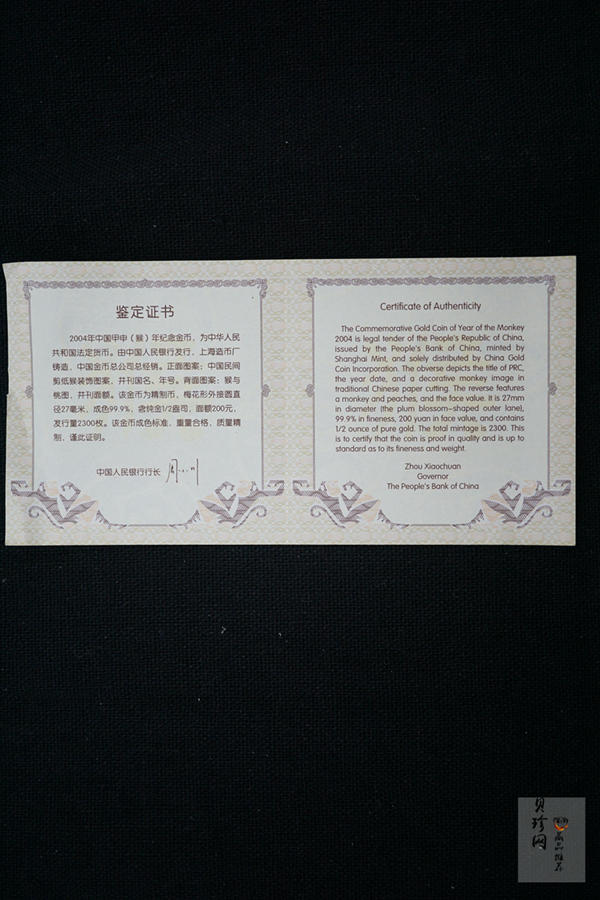 鉴定证书
2004年中国甲申（猴）年纪念金币，为中华人民
共和国法定货币。由中国人民银行发行，上海造币厂
铸造，中国金币总公司总经销。正面图案：中国民间
剪纸猴装饰图案，并刊国名、年号。背面图案：猴与
桃图，并刊面额。该金币为精制币，梅花形外接圆直
径27毫米，成色99.9%，含纯金1/2盎司，面额200元，
发行量2300枚。该金币成色标准，重量合格，质量精
制，谨此证明。
中国人民银行行长
Certificate of Authenticity
The Commemorative Gold Coin of Year of the Monkey
2004 is legal tender of the People's Republic of China,
issued by the People's Bank of China, minted by
Shanghai Mint, and solely distributed by China Gold
Coin Incorporation. The obverse depicts the title of PRC,
the year date, and a decorative monkey image in
traditional Chinese paper cutting. The reverse features
a monkey and peaches, and the face value. It is 27mm
in diameter (the plum blossom-shaped outer lane),
99.9% in fineness, 200 yuan in face value, and contains
1/2 ounce of pure gold. The total mintage is 2300. This
is to certify that the coin is proof in quality and is up to
standard as to its fineness and weight.
Zhou Xiaochuan
Governor
The People's Bank of China
贝珍网